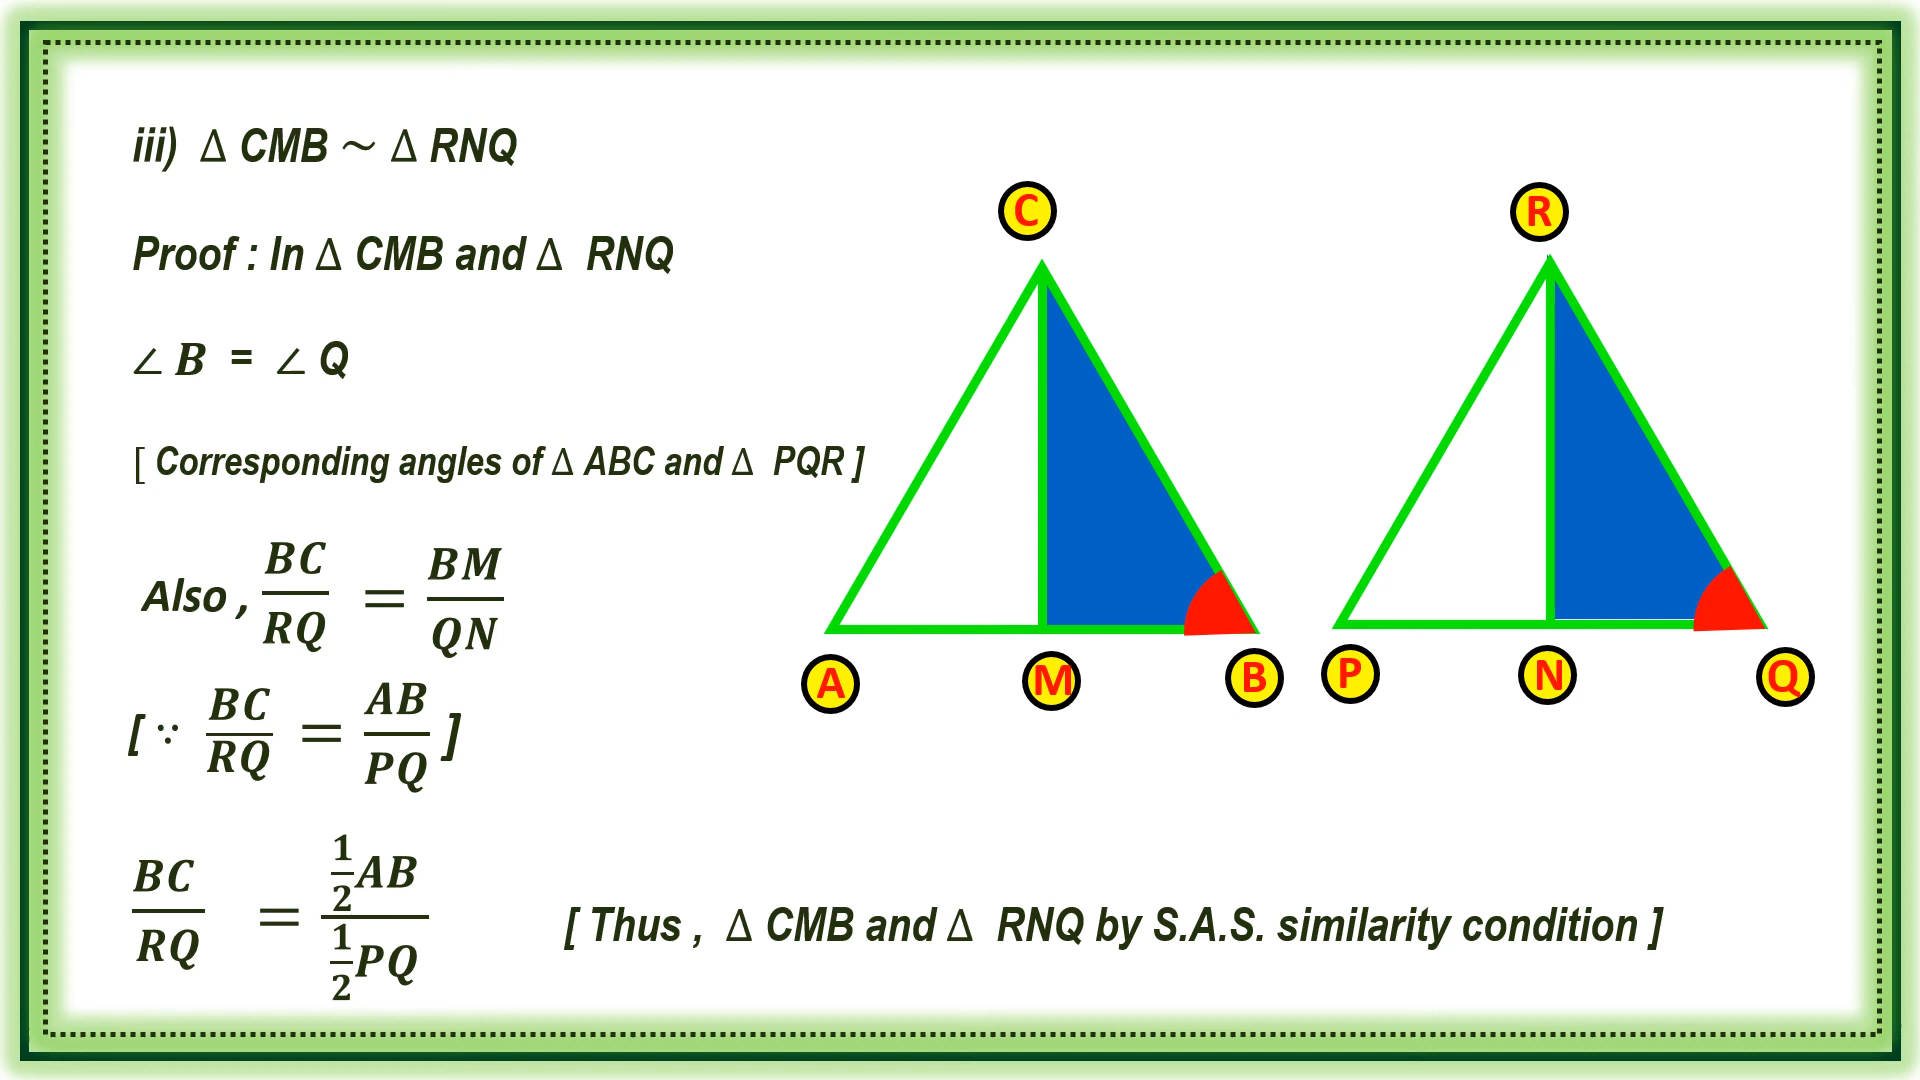 iii) Δ CMB ~ Δ RNQ
Proof : In Δ CMB and Δ RNQ
∠ B = ∠ Q
[ Corresponding angles of Δ ABC and Δ PQR ]
Also , BC/RQ = BM/QN
[ ∵ BC/RQ = AB/PQ ]
BC/RQ = 1/2 AB / 1/2 PQ
[ Thus , Δ CMB and Δ RNQ by S.A.S. similarity condition ]
C
R
A
M
B
P
N
Q